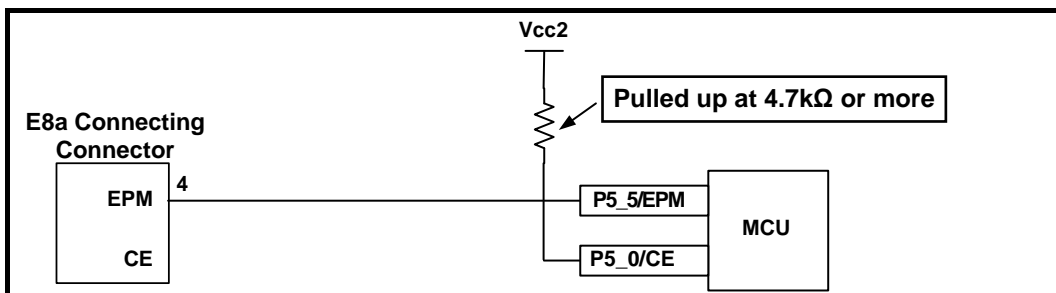 Vcc2
Pulled up at 4.7kΩ or more
E8a Connecting
Connector
EPM
4
P5_5/EPM
MCU
CE
P5_0/CE